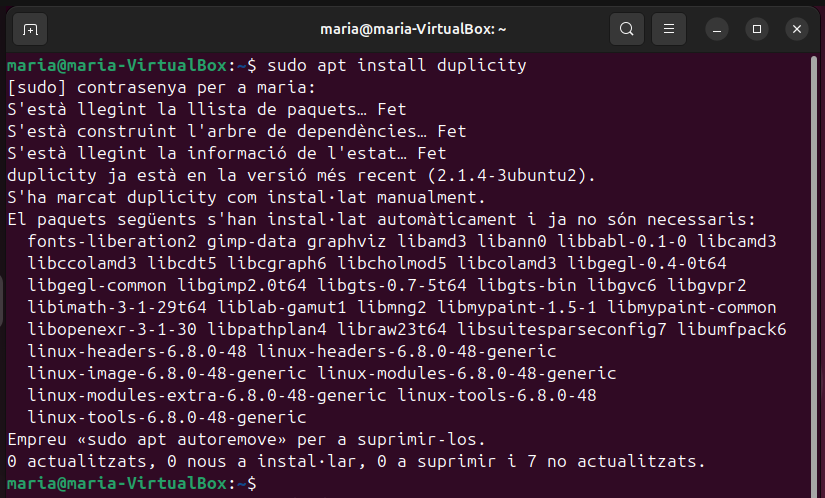 maria@maria-VirtualBox: ~
maria@maria-VirtualBox:~$ sudo apt install duplicity
[sudo] contrasenya per a maria:
S'està llegint la llista de paquets… Fet
S'està construint l'arbre de dependències… Fet
S'està llegint la informació de l'estat… Fet
duplicity ja està en la versió més recent (2.1.4-3ubuntu2).
S'ha marcat duplicity com instal·lat manualment.
El paquets següents s'han instal·lat automàticament i ja no són necessaris:
  fonts-liberation2 gimp-data graphviz libamd3 libann0 libbabl-0.1-0 libcamd3
  libccolamd3 libcdt5 libcgraph6 libcholmod5 libcolamd3 libgegl-0.4-0t64
  libgegl-common libgimp2.0t64 libgts-0.7-5t64 libgts-bin libgvc6 libgvpr2
  libimath-3-1-29t64 liblab-gamut1 libmng2 libmypaint-1.5-1 libmypaint-common
  libopenexr-3-1-30 libpathplan4 libraw23t64 libsuitesparseconfig7 libumfpack6
  linux-headers-6.8.0-48 linux-headers-6.8.0-48-generic
  linux-image-6.8.0-48-generic linux-modules-6.8.0-48-generic
  linux-modules-extra-6.8.0-48-generic linux-tools-6.8.0-48
  linux-tools-6.8.0-48-generic
Empreu «sudo apt autoremove» per a suprimir-los.
0 actualitzats, 0 nous a instal·lar, 0 a suprimir i 7 no actualitzats.
maria@maria-VirtualBox:~$